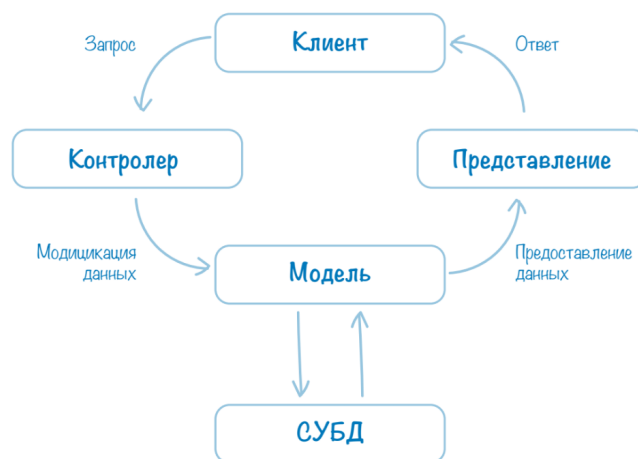 Запрос
Клиент
Ответ
Контролер
Представление
Модицикация
данных
Модель
Предоставление
данных
СУБД